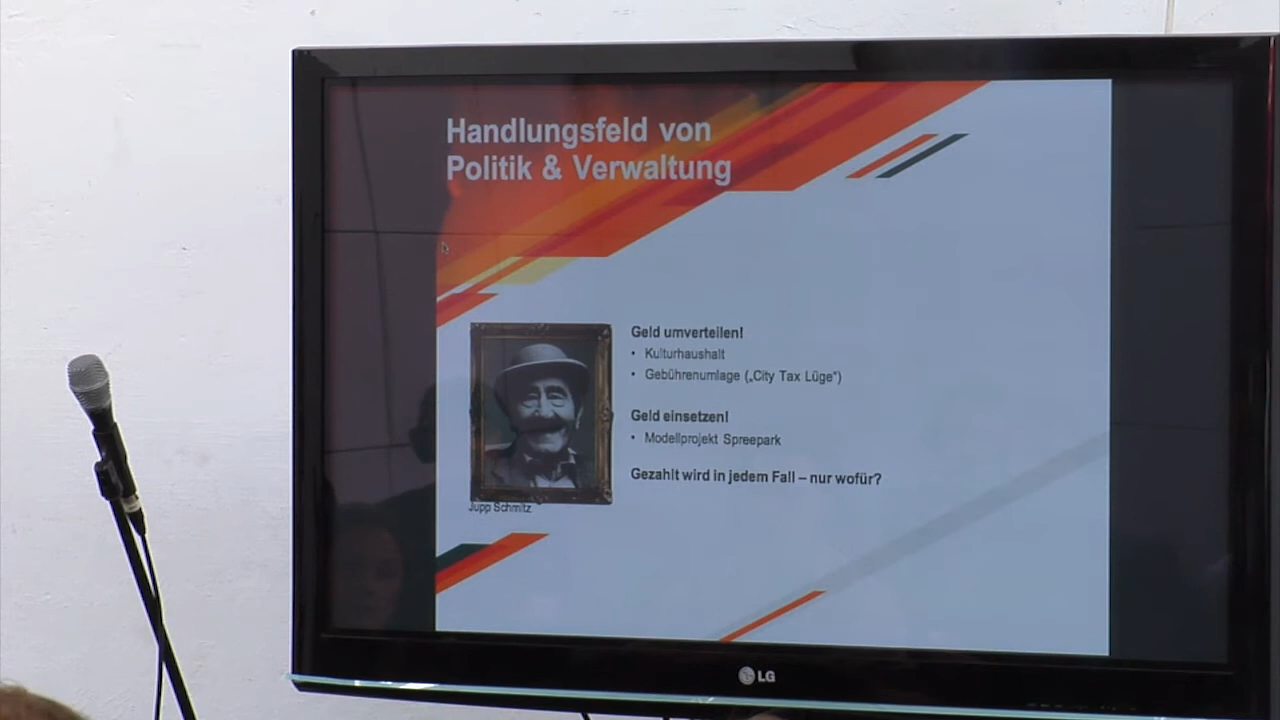 Handlungsfeld von
Politik & Verwaltung
Geld umverteilen!
• Kulturhaushalt
• Gebührenumlage („City Tax Lüge“)
Geld einsetzen!
• Modellprojekt Spreepark
Gezahlt wird in jedem Fall – nur wofür?
Jupp Schmitz
LG